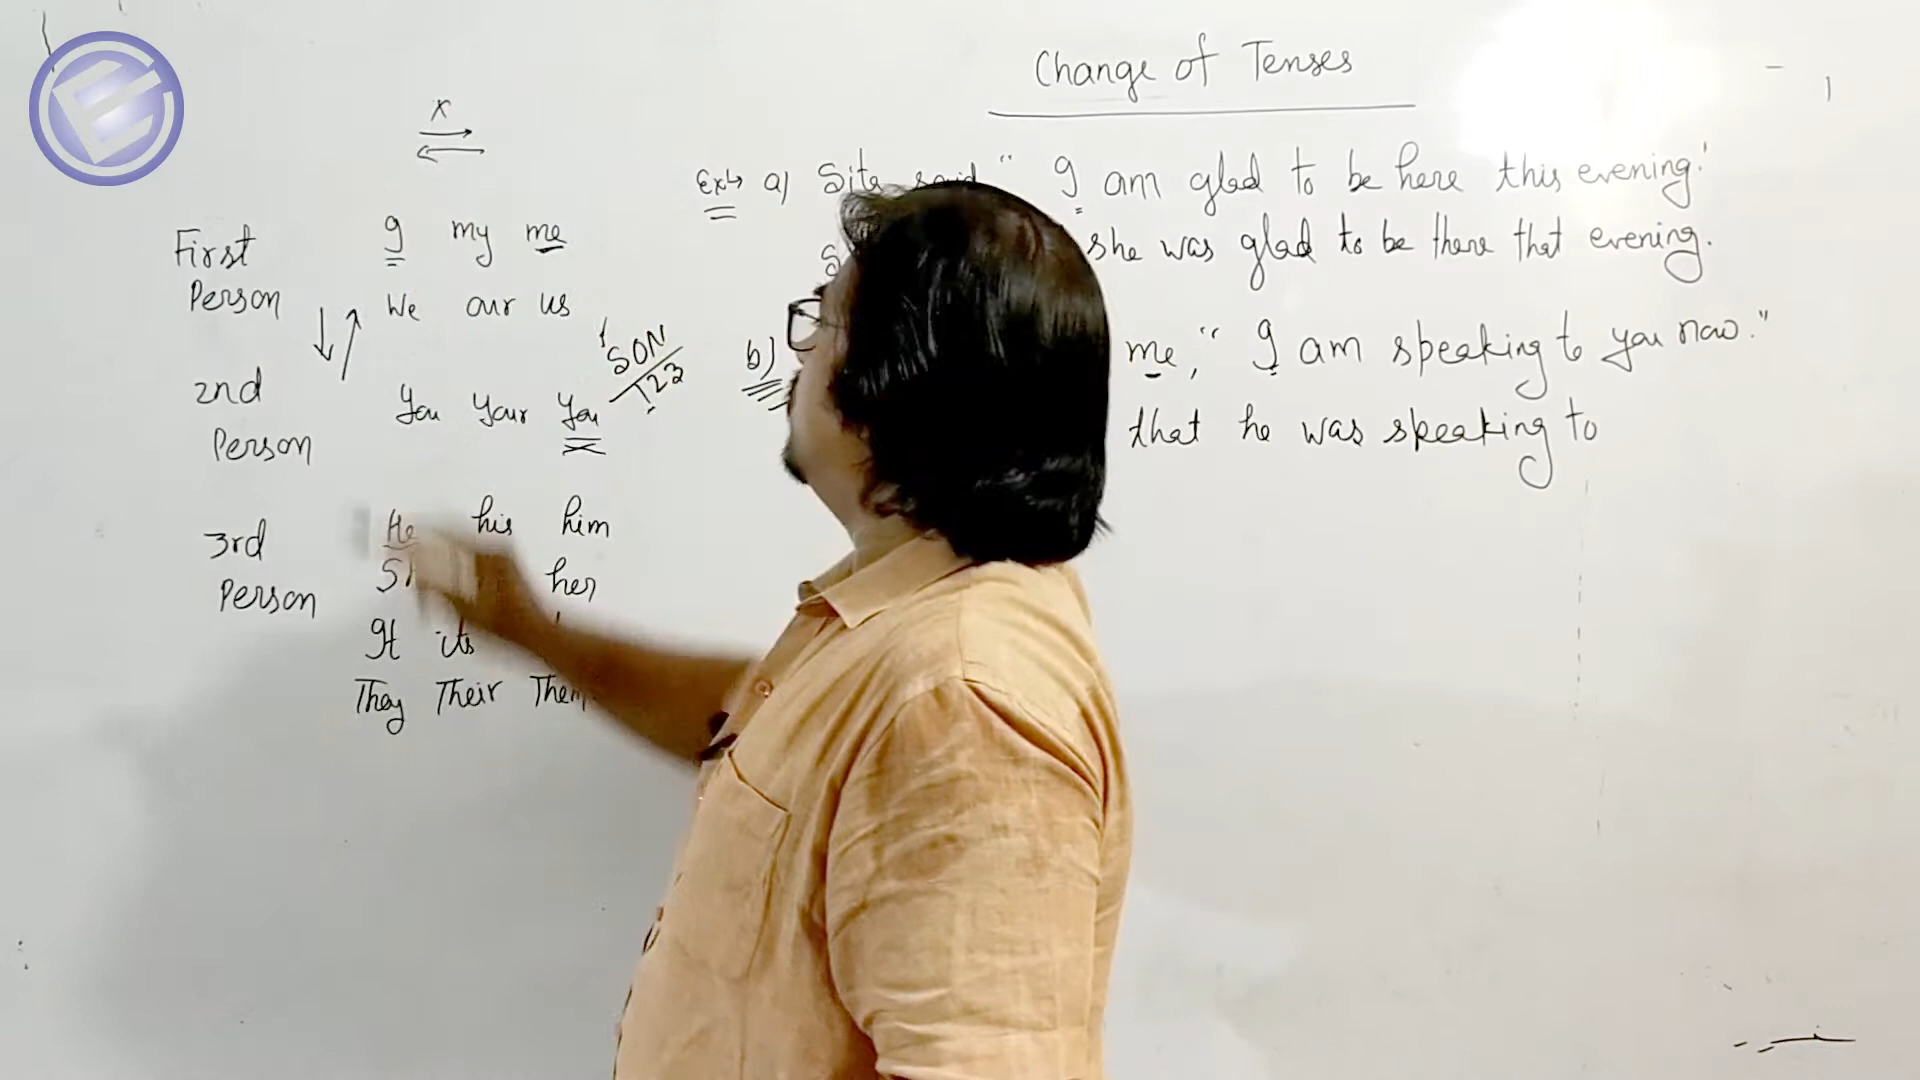 Change of Tenses
x
Ex↳ a) Sita said " I am glad to be here this evening.'
she was glad to be there that evening.
First Person
I my me
We our us
SON
123
b) me, " I am speaking to you now."
that he was speaking to
2nd Person
You Your You
3rd Person
He his him
her
It its
They Their Them